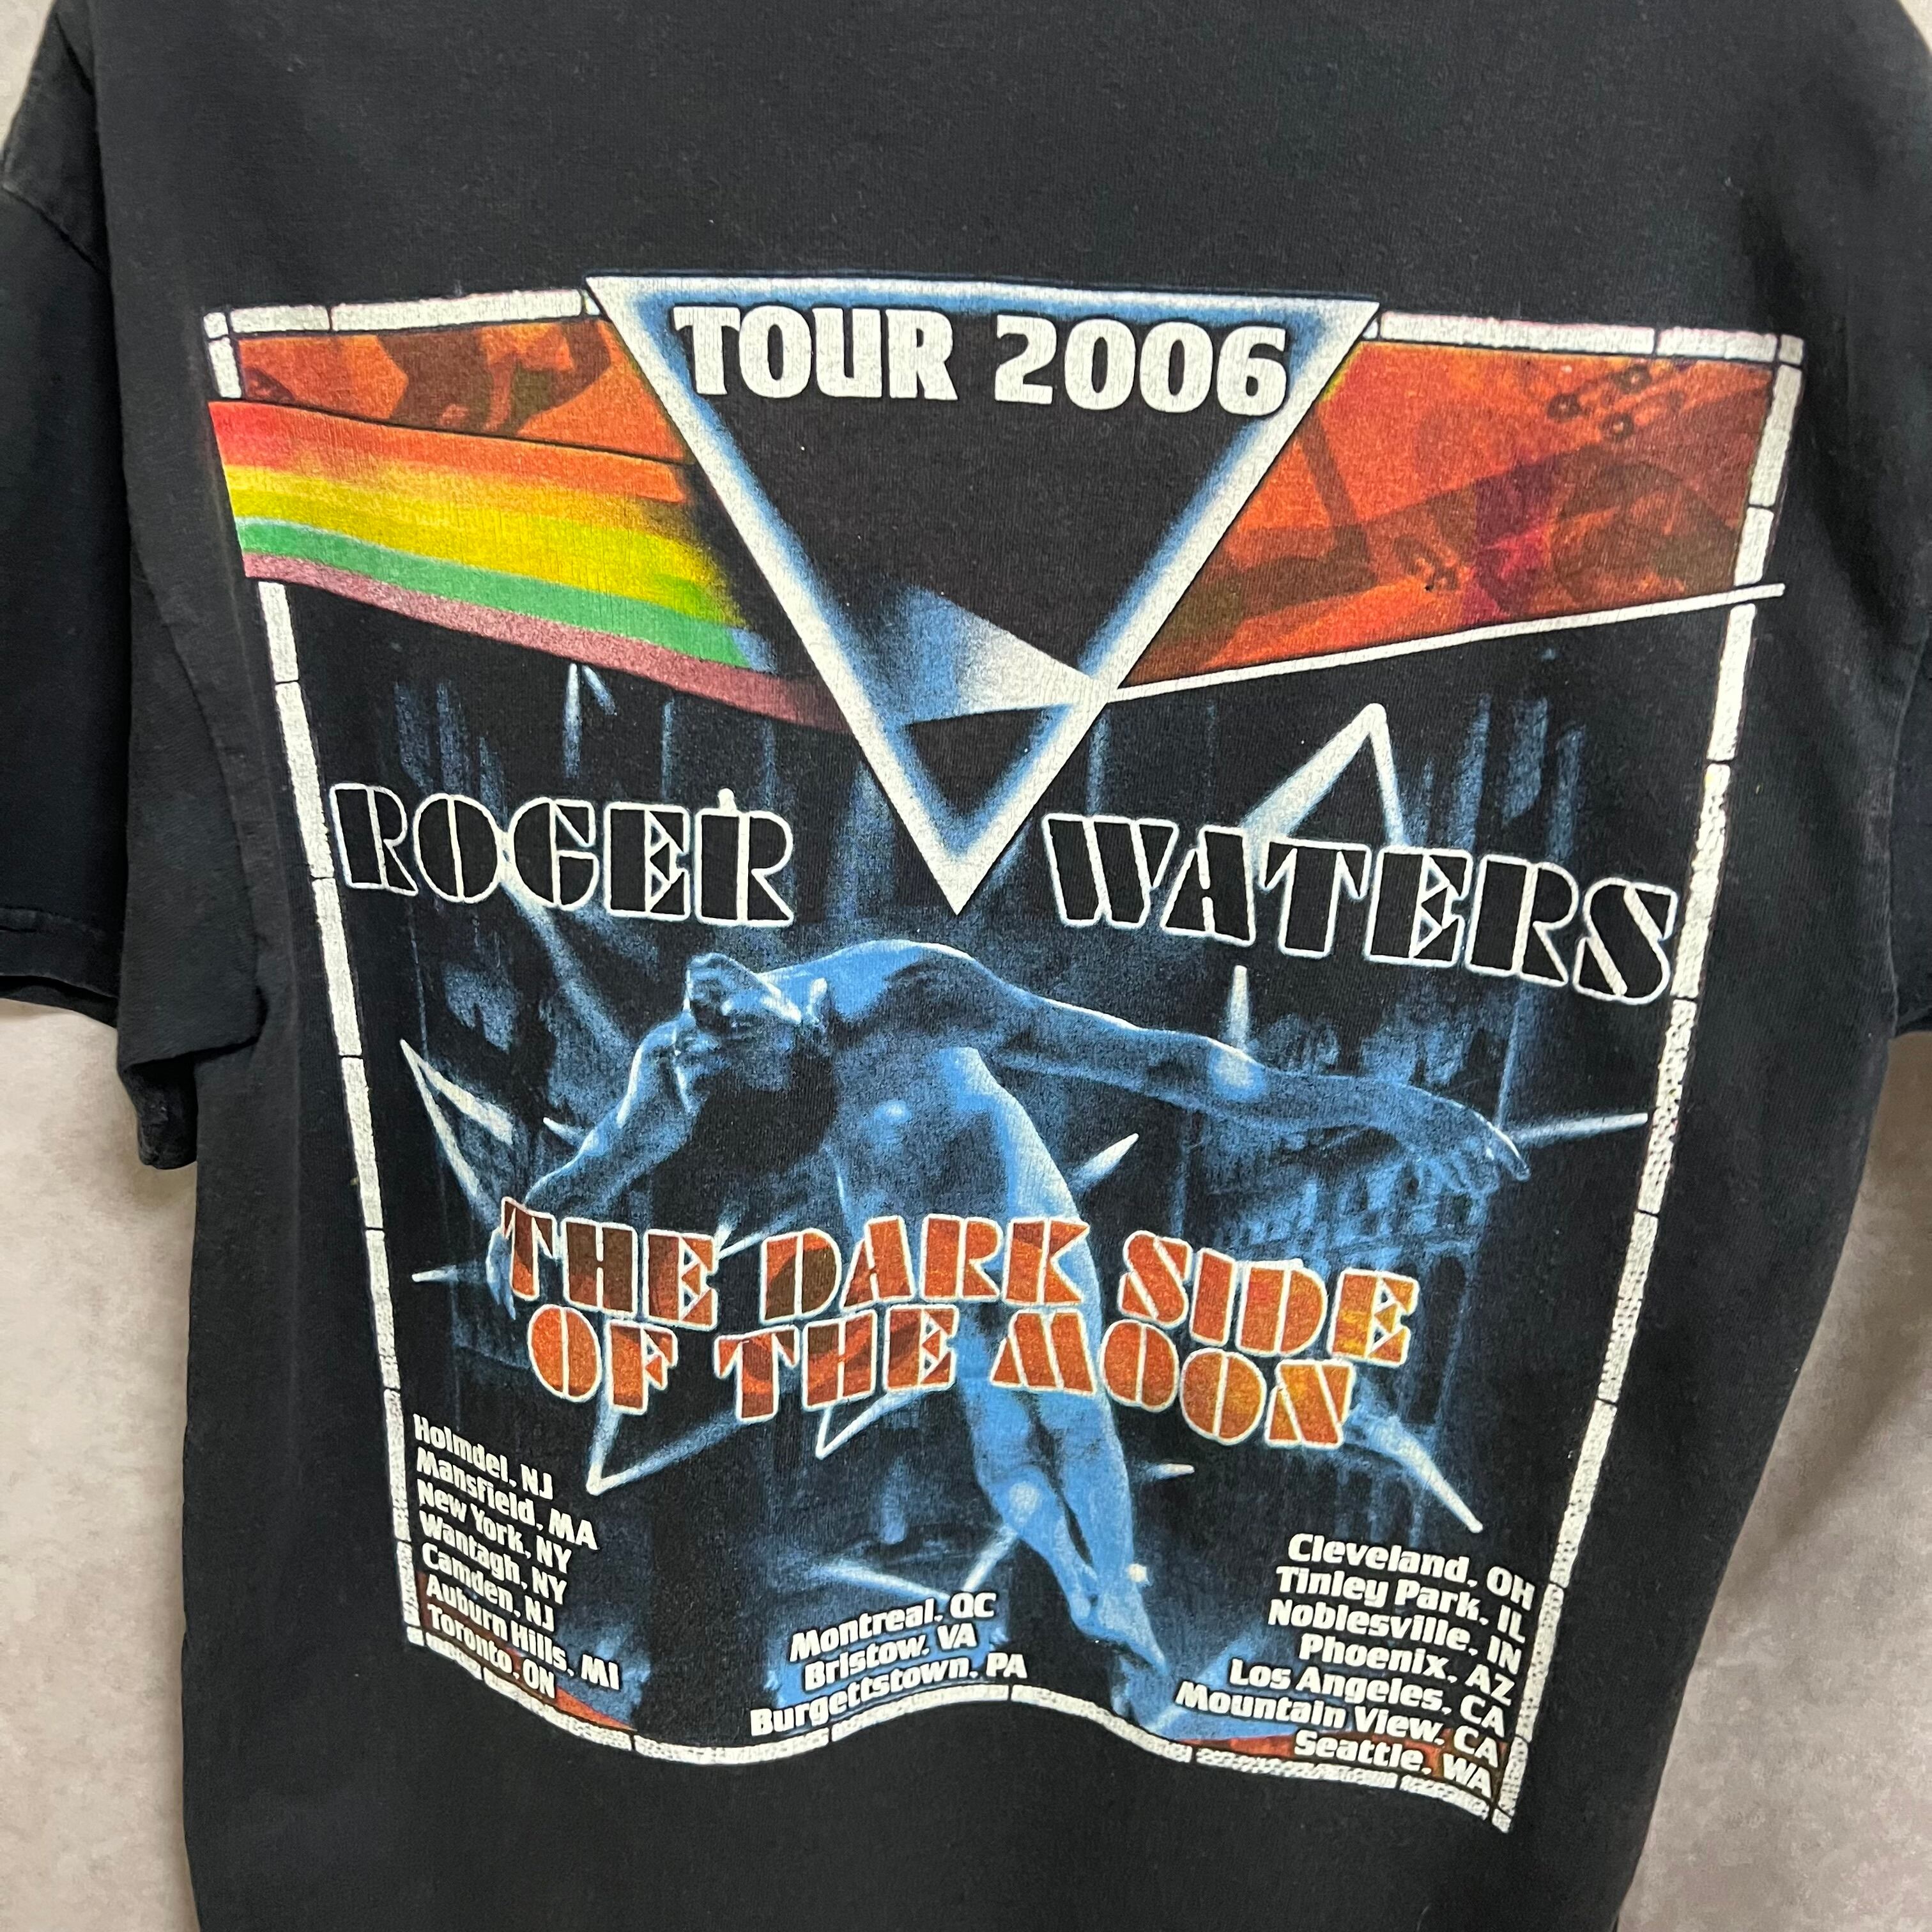 TOUR 2006
ROGER WATERS
THE DARK SIDE
OF THE MOON
Holmdel, NJ
Mansfield, MA
New York, NY
Wantagh, NY
Camden, NJ
Auburn Hills, MI
Toronto, ON
Montreal, QC
Bristow, VA
Burgettstown, PA
Cleveland, OH
Tinley Park, IL
Noblesville, IN
Phoenix, AZ
Los Angeles, CA
Mountain View, CA
Seattle, WA